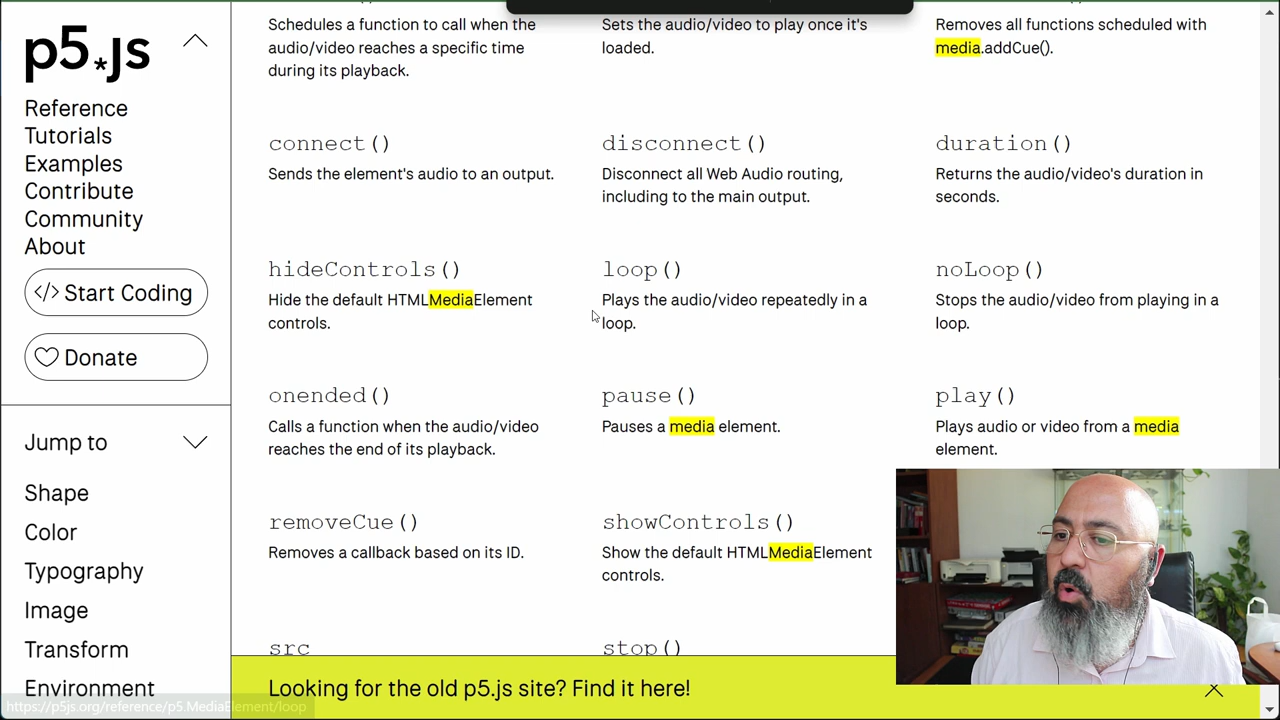 p5.js
Reference
Tutorials
Examples
Contribute
Community
About
</> Start Coding
Donate
Jump to
Shape
Color
Typography
Image
Transform
Environment
https://p5js.org/reference/p5.MediaElement/loop
Schedules a function to call when the
audio/video reaches a specific time
during its playback.
Sets the audio/video to play once it's
loaded.
Removes all functions scheduled with
media.addCue().
connect()
Sends the element's audio to an output.
disconnect()
Disconnect all Web Audio routing,
including to the main output.
duration()
Returns the audio/video's duration in
seconds.
hideControls()
Hide the default HTMLMediaElement
controls.
loop()
Plays the audio/video repeatedly in a
loop.
noLoop()
Stops the audio/video from playing in a
loop.
onended()
Calls a function when the audio/video
reaches the end of its playback.
pause()
Pauses a media element.
play()
Plays audio or video from a media
element.
removeCue()
Removes a callback based on its ID.
showControls()
Show the default HTMLMediaElement
controls.
src
stop()
Looking for the old p5.js site? Find it here!